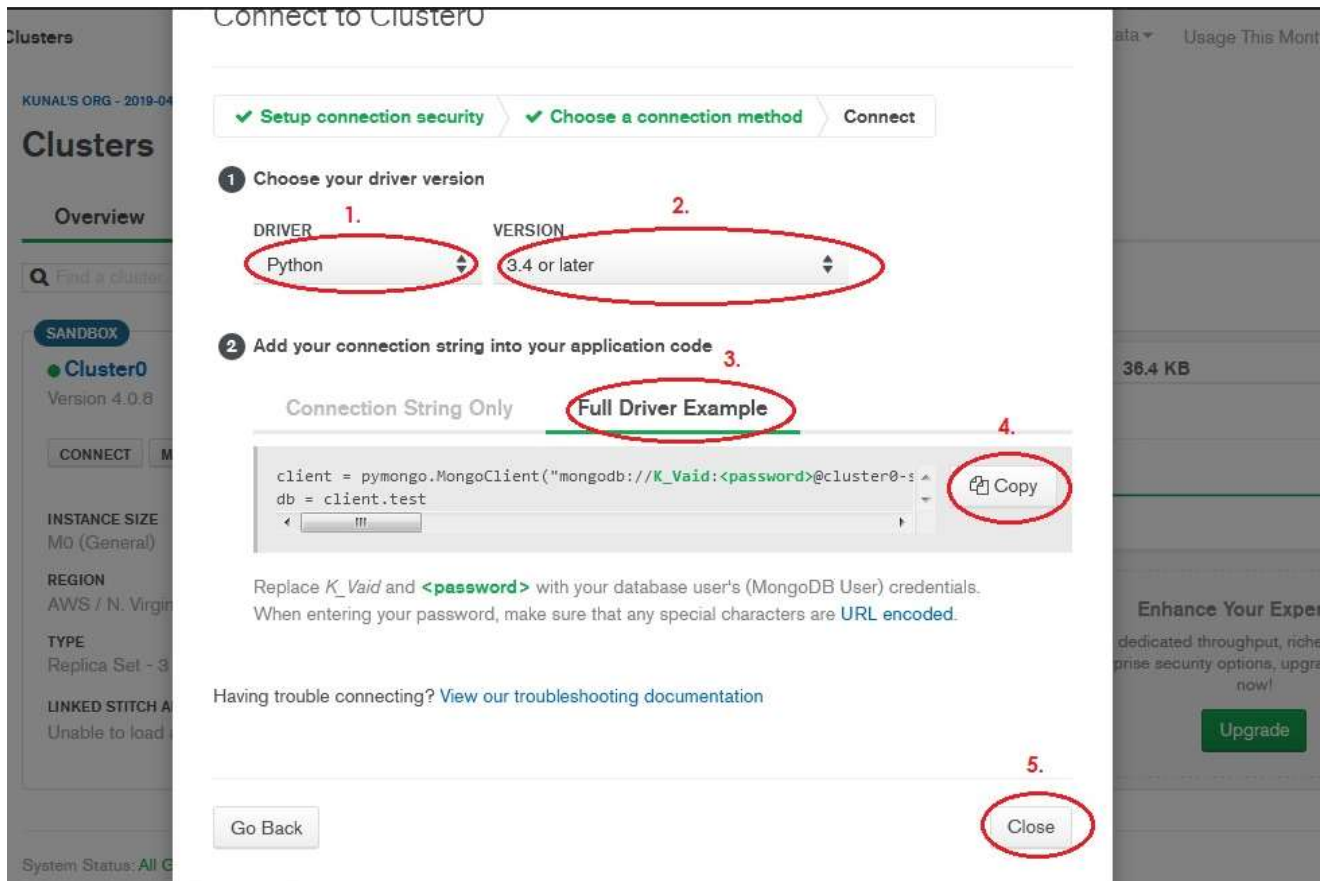 Connect to Cluster0
Clusters
Usage This Mont
KUNAL'S ORG - 2019-04
Clusters
Overview
Find a cluster...
SANDBOX
Cluster0
Version 4.0.8
CONNECT M
INSTANCE SIZE
M0 (General)
REGION
AWS / N. Virgin
TYPE
Replica Set - 3
LINKED STITCH A
Unable to load a
System Status: All G
Setup connection security
Choose a connection method
Connect
1 Choose your driver version
1.
2.
DRIVER
VERSION
Python
3.4 or later
2 Add your connection string into your application code
3.
Connection String Only
Full Driver Example
4.
client = pymongo.MongoClient("mongodb://K_Vaid:<password>@cluster0-s
db = client.test
Copy
Replace K_Vaid and <password> with your database user's (MongoDB User) credentials.
When entering your password, make sure that any special characters are URL encoded.
Having trouble connecting? View our troubleshooting documentation
5.
Go Back
Close
36.4 KB
Enhance Your Exper
dedicated throughput, riche
prise security options, upgra
now!
Upgrade